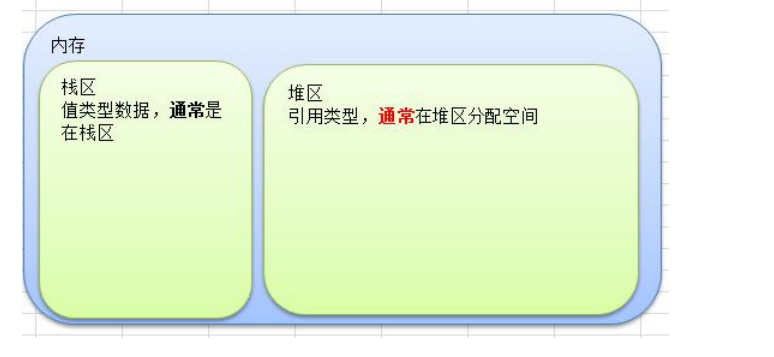 内存
栈区
值类型数据，通常是
在栈区
堆区
引用类型，通常在堆区分配空间